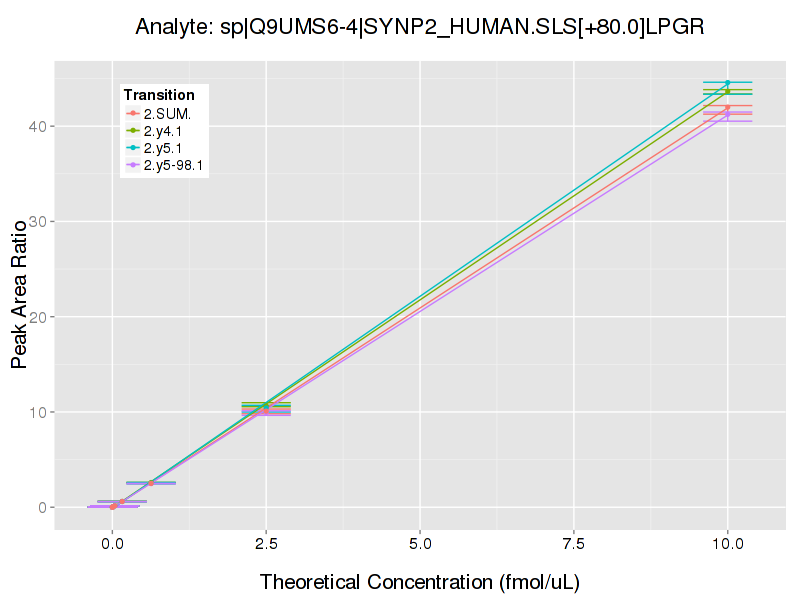 Analyte: sp|Q9UMS6-4|SYNP2_HUMAN.SLS[+80.0]LPGR
Transition
2.SUM.
2.y4.1
2.y5.1
2.y5-98.1
Peak Area Ratio
40
30
20
10
0
0.0 2.5 5.0 7.5 10.0
Theoretical Concentration (fmol/uL)